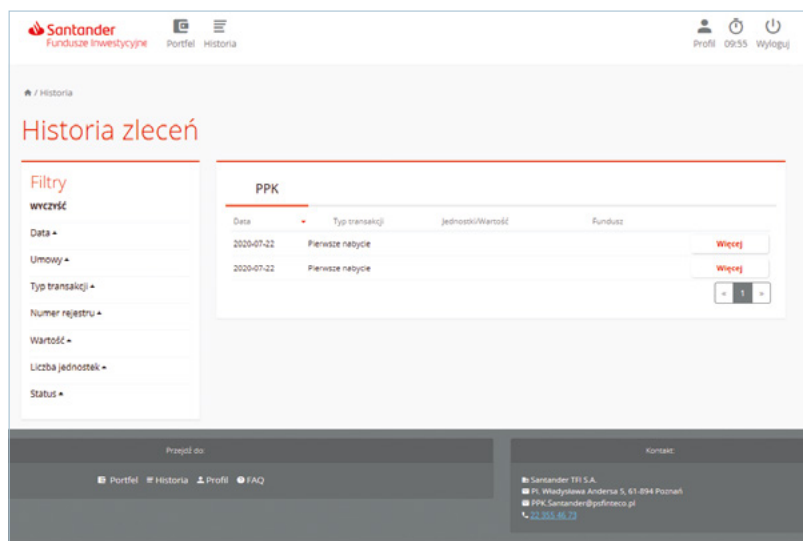 Santander
Fundusze Inwestycyjne
Portfel Historia
Profil 09:55 Wyloguj
/ Historia
Historia zleceń
Filtry
WYCZYŚĆ
Data
Umowy
Typ transakcji
Numer rejestru
Wartość
Liczba jednostek
Status
PPK
Data Typ transakcji Jednostki/Wartość Fundusz
2020-07-22 Pierwsze nabycie Więcej
2020-07-22 Pierwsze nabycie Więcej
« 1 »
Przejdź do:
Portfel Historia Profil FAQ
Kontakt:
Santander TFI S.A.
Pl. Władysława Andersa 5, 61-894 Poznań
PPK.Santander@psfinteco.pl
22 355 46 73